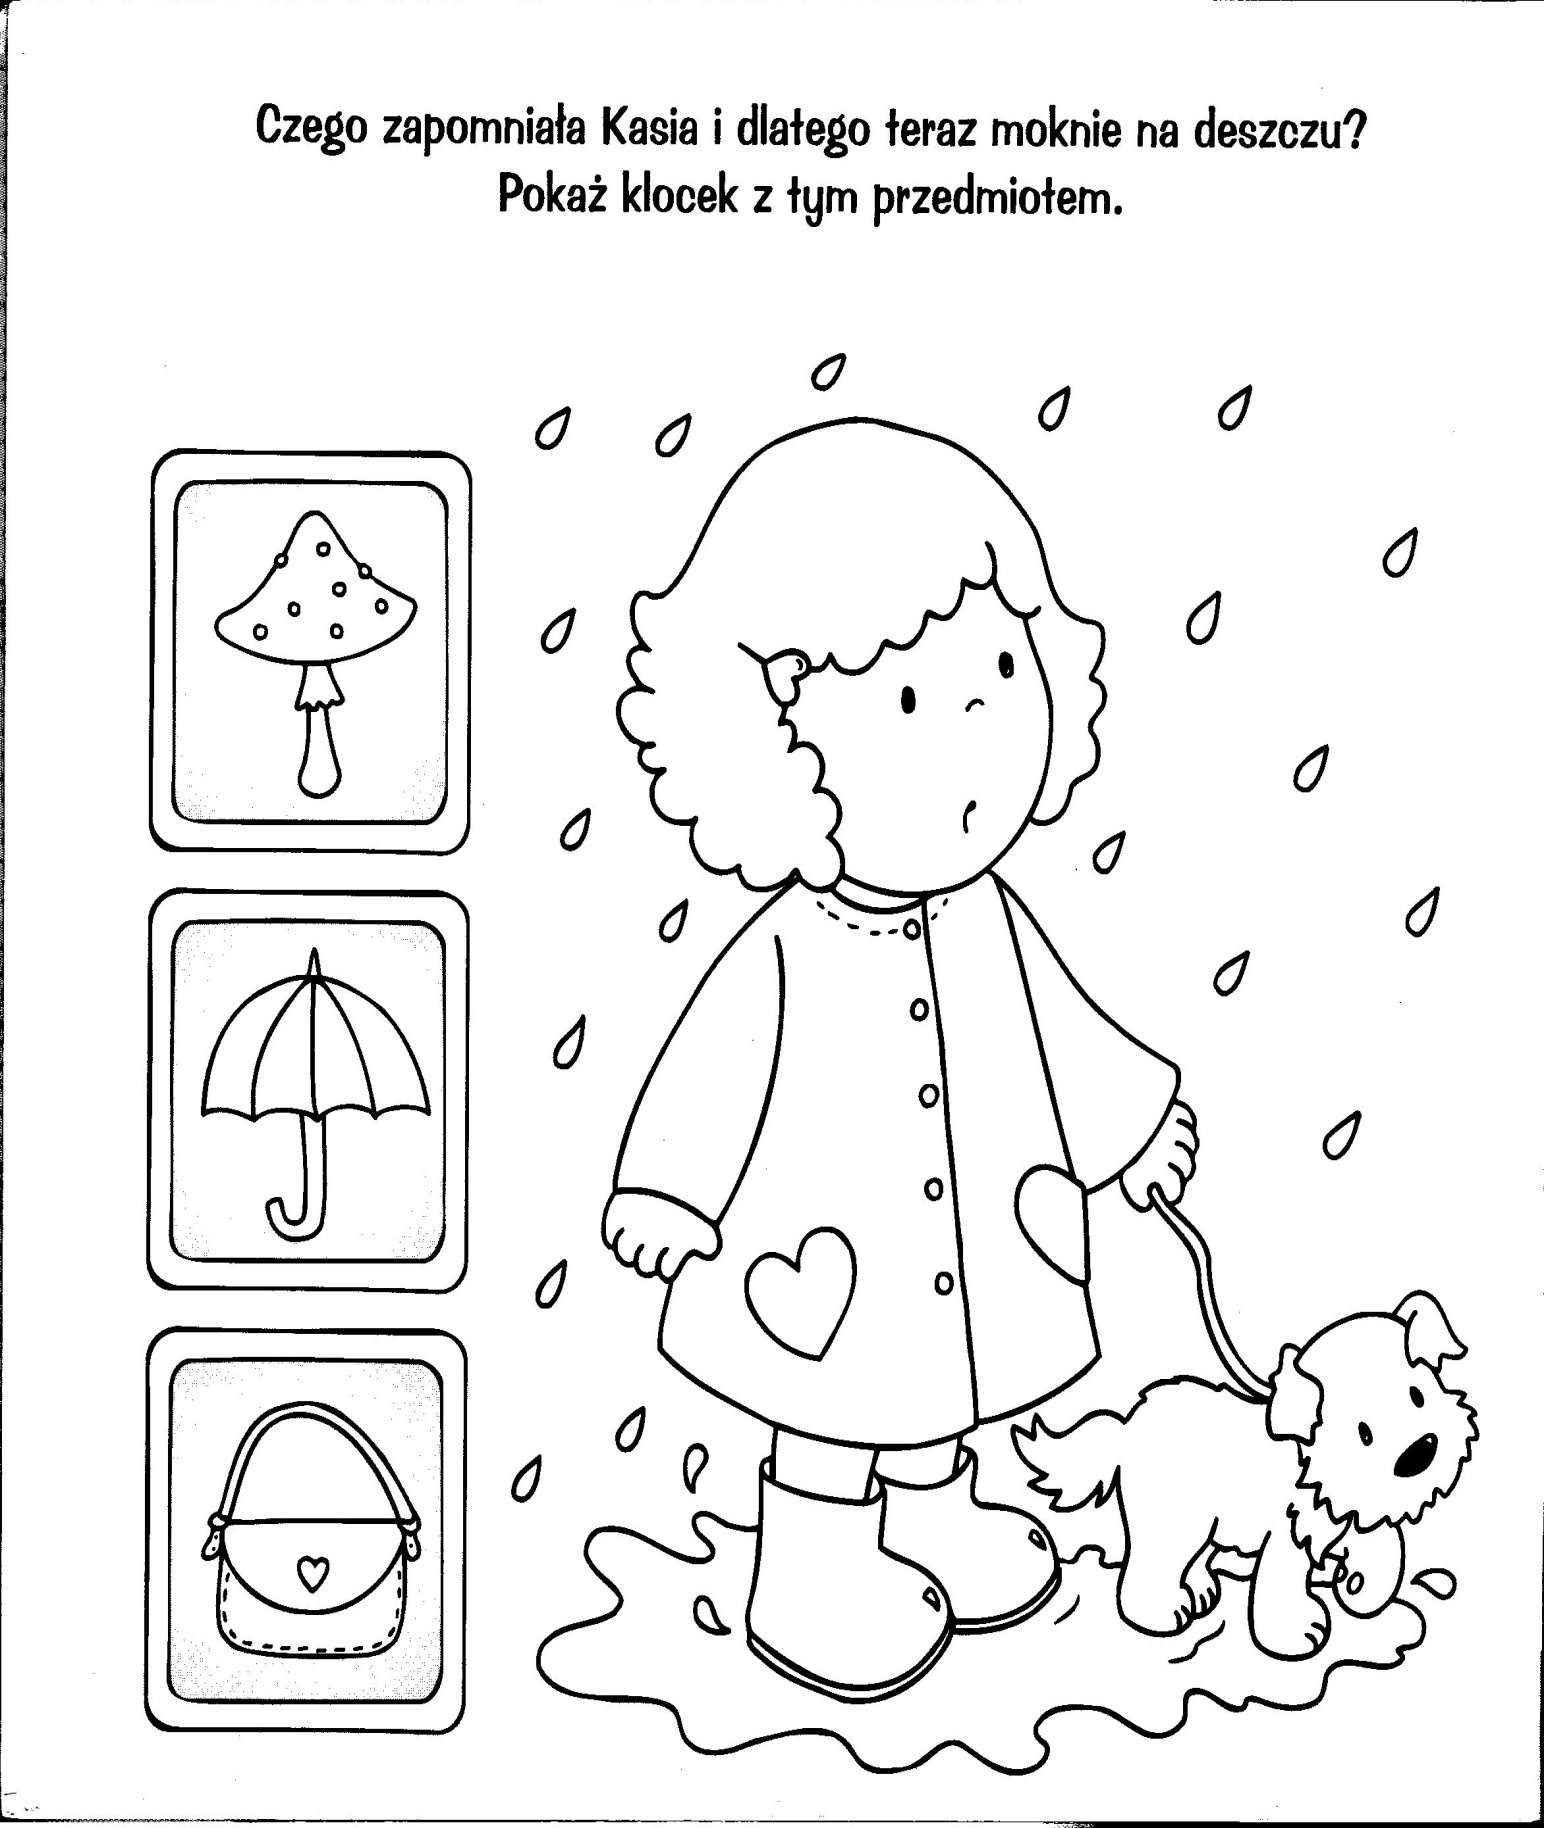 Czego zapomniała Kasia i dlatego teraz moknie na deszczu?
Pokaż klocek z tym przedmiotem.